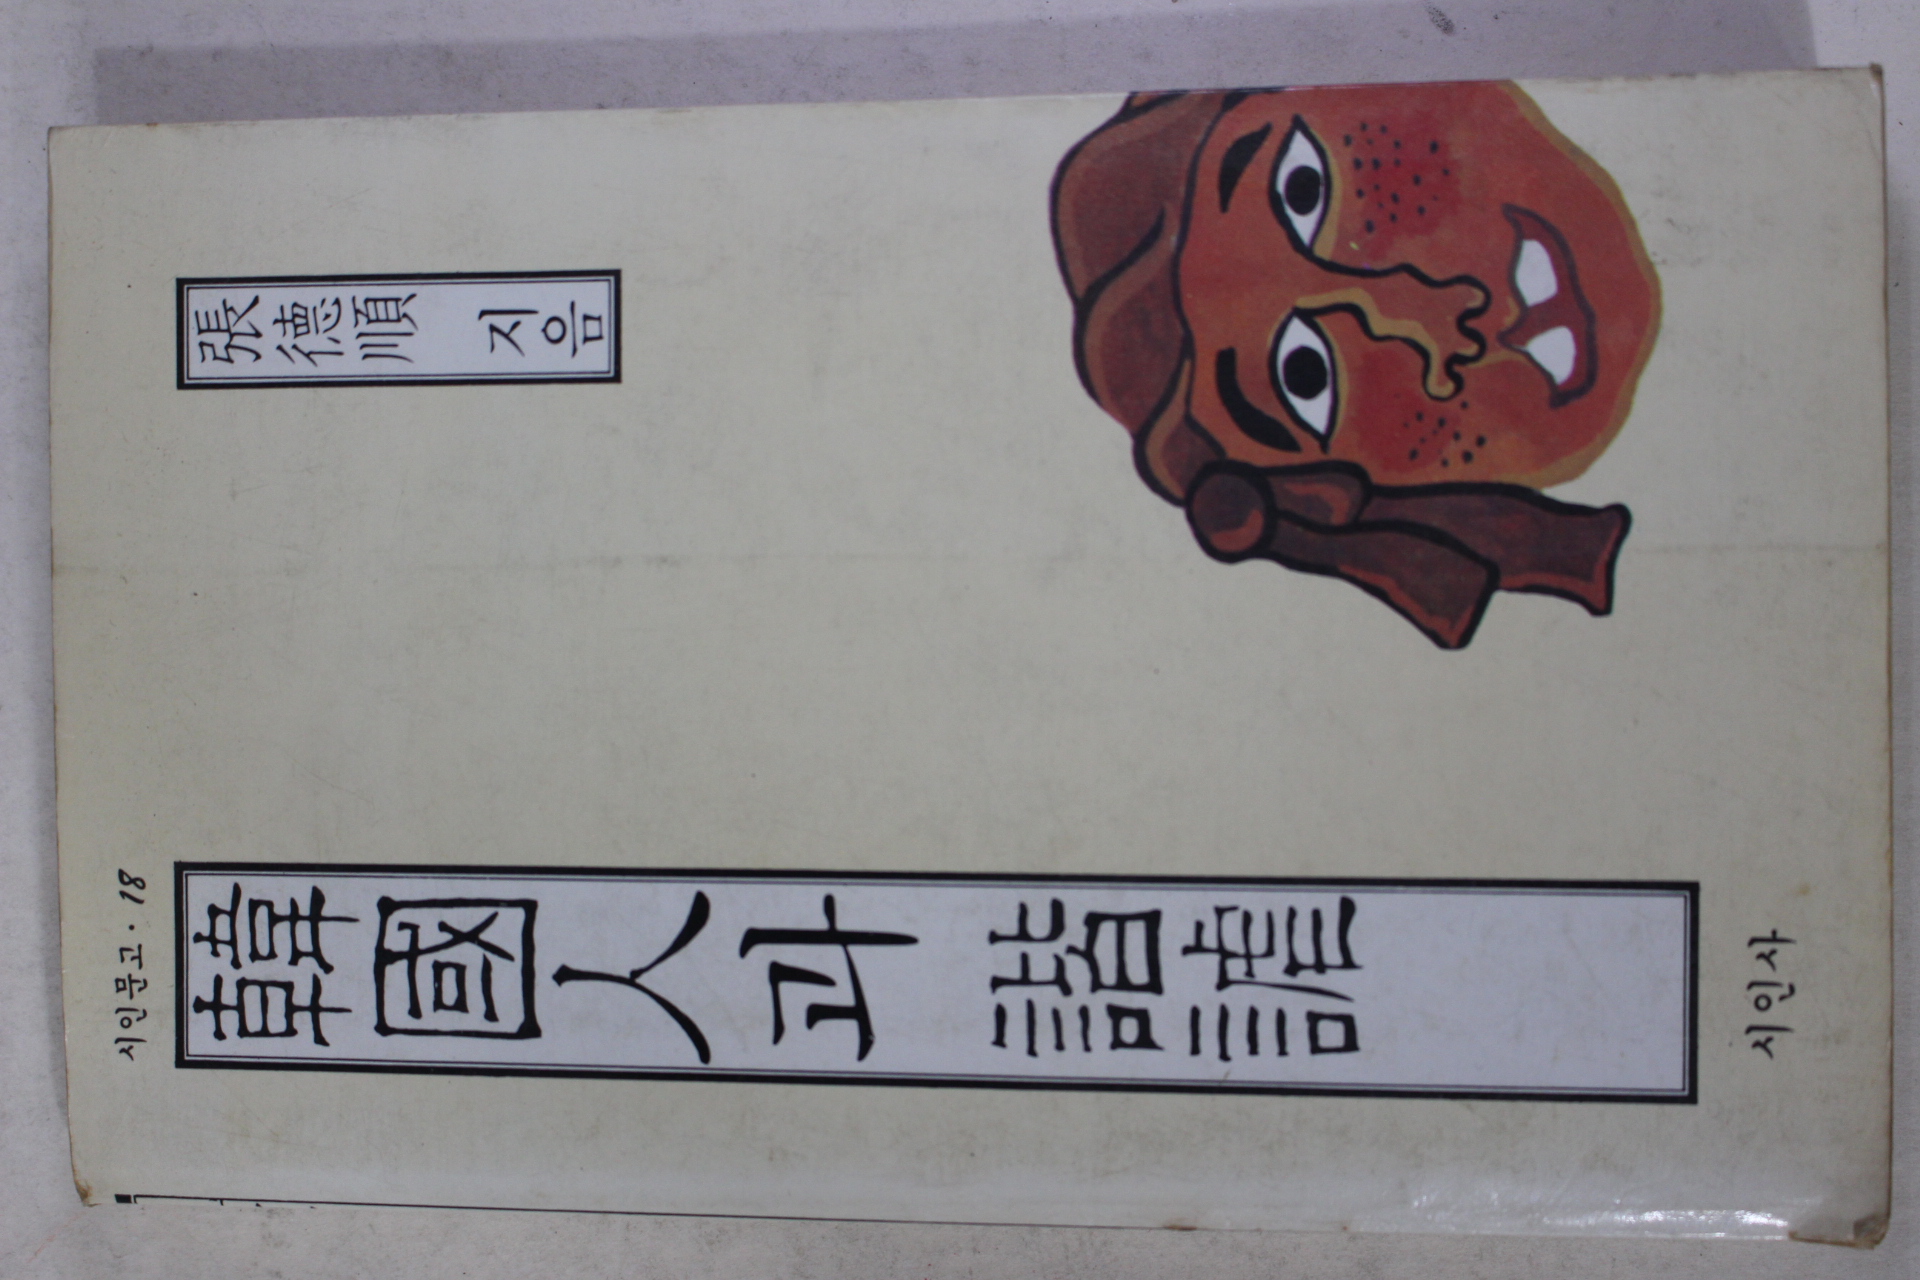 시인문고·18
韓國人과 諧謔
張德順 지음
시인사